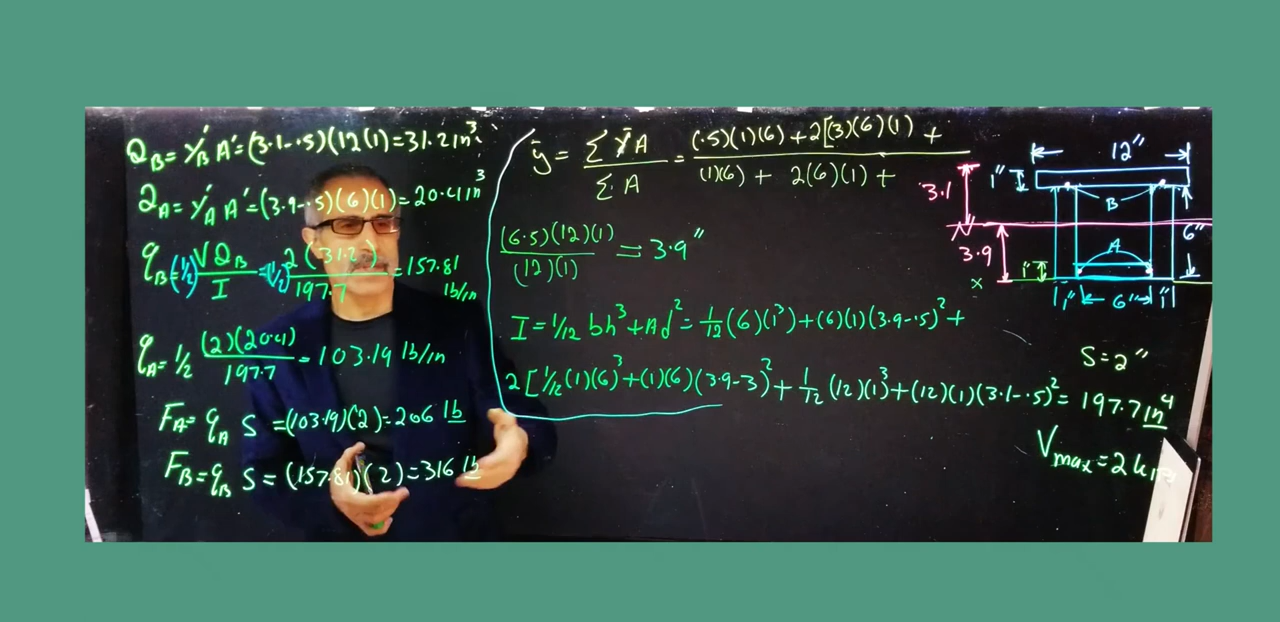 Q_B = y'_B A' = (3.1-.5)(12(1) = 31.2 in³
Q_A = y'_A A' = (3.9-.5)(6)(1) = 20.41 in³
q_B = (1/2) VQ_B / I = (1/2) 2(31.2) / 197.7 = 157.81 lb/in
q_A = 1/2 (2)(20.41) / 197.7 = 103.19 lb/in
F_A = q_A S = (103.19)(2) = 206 lb
F_B = q_B S = (157.81)(2) = 316 lb
ȳ = Σ ȳA / Σ A = (.5)(1)(6) + 2[(3)(6)(1) + / (1)(6) + 2(6)(1) +
(6.5)(12)(1) / (12)(1) = 3.9"
I = 1/12 bh³ + Ad² = 1/12 (6)(1³) + (6)(1)(3.9-.5)² +
2[1/12 (1)(6)³ + (1)(6)(3.9-3)² + 1/12 (12)(1)³ + (12)(1)(3.1-.5)² = 197.7 in⁴
12"
1"
3.1
B
3.9
A
6"
1"
x
1"
6"
1"
S = 2"
V_max = 2 kips